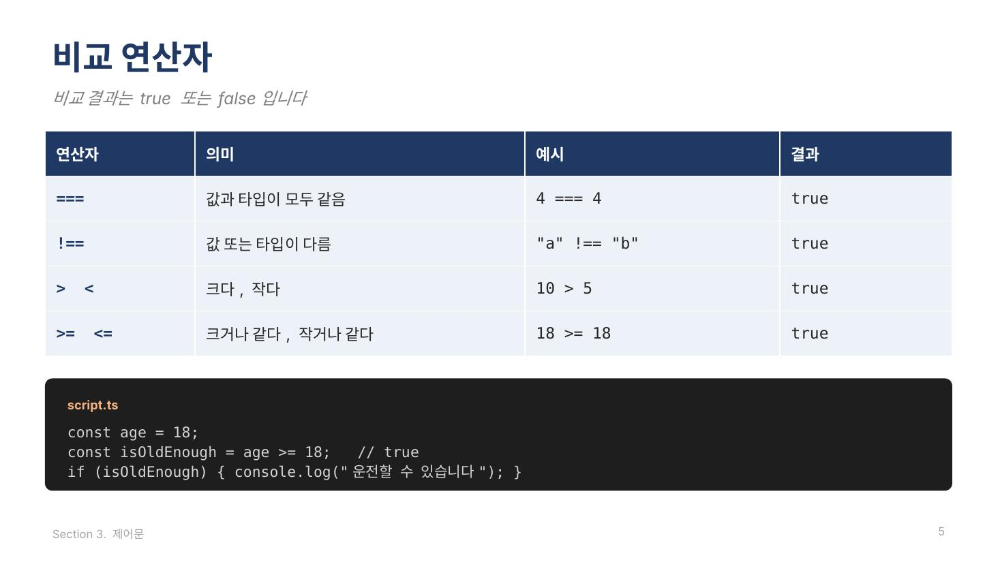 비교 연산자
비교 결과는 true 또는 false 입니다
연산자 의미 예시 결과
=== 값과 타입이 모두 같음 4 === 4 true
!== 값 또는 타입이 다름 "a" !== "b" true
> < 크다 , 작다 10 > 5 true
>= <= 크거나 같다 , 작거나 같다 18 >= 18 true
script.ts
const age = 18;
const isOldEnough = age >= 18; // true
if (isOldEnough) { console.log(" 운전할 수 있습니다 "); }
Section 3. 제어문
5